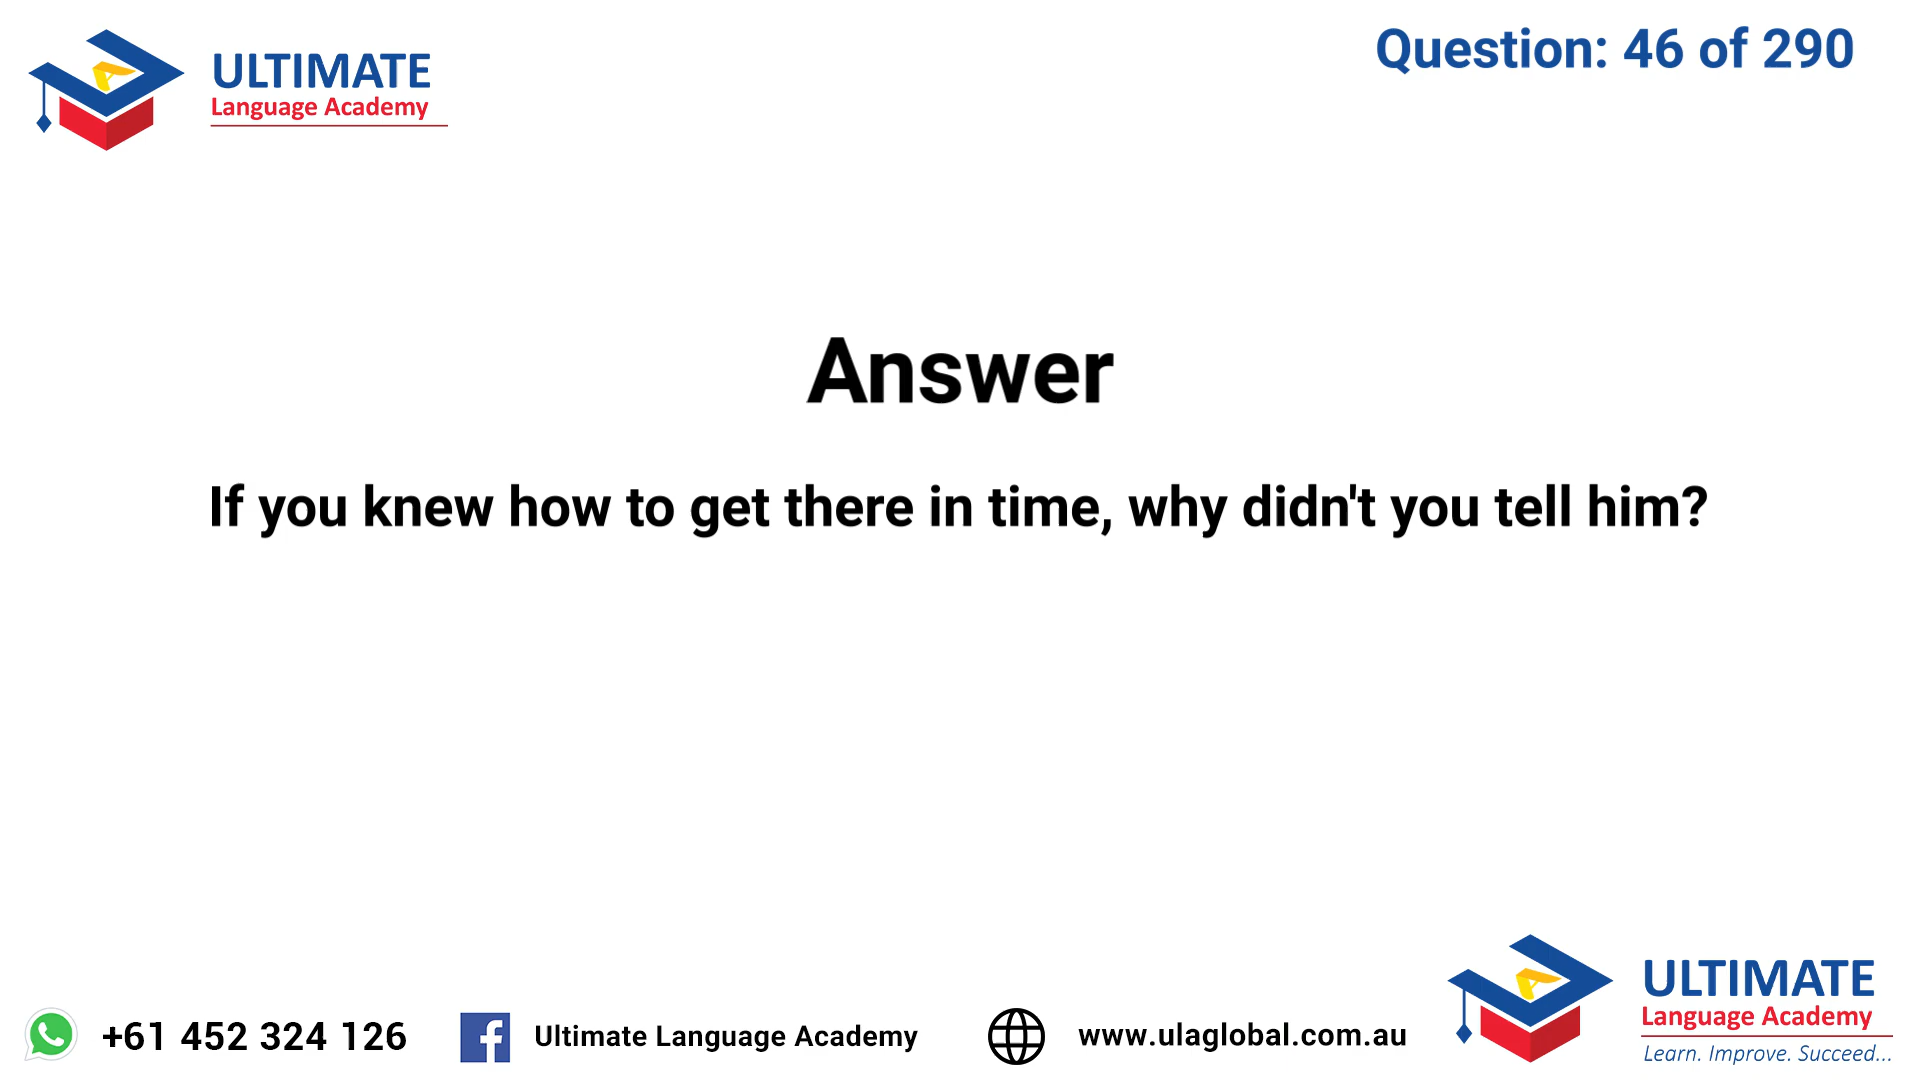 ULTIMATE
Language Academy
Question: 46 of 290
Answer
If you knew how to get there in time, why didn't you tell him?
+61 452 324 126
Ultimate Language Academy
www.ulaglobal.com.au
ULTIMATE
Language Academy
Learn. Improve. Succeed...